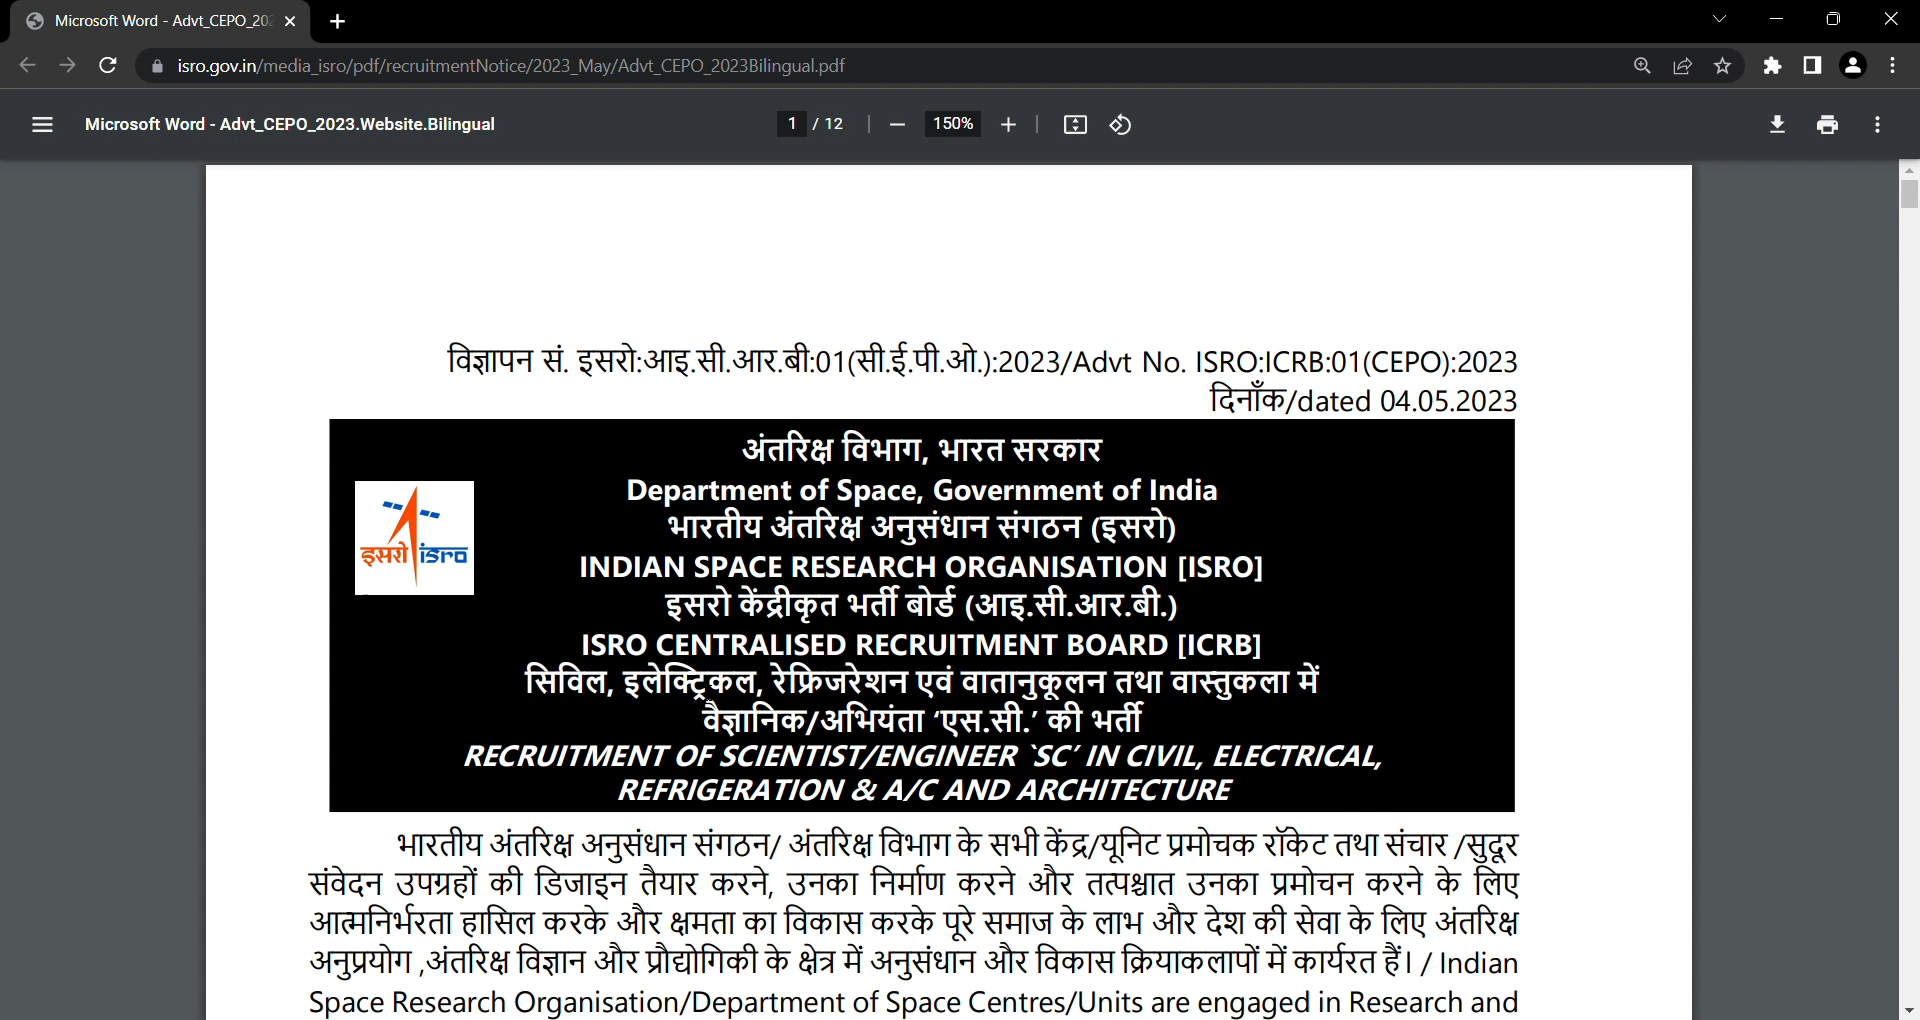 Microsoft Word - Advt_CEPO_202
isro.gov.in/media_isro/pdf/recruitmentNotice/2023_May/Advt_CEPO_2023Bilingual.pdf
Microsoft Word - Advt_CEPO_2023.Website.Bilingual
1 / 12
150%
विज्ञापन सं. इसरो:आइ.सी.आर.बी:01(सी.ई.पी.ओ.):2023/Advt No. ISRO:ICRB:01(CEPO):2023
दिनाँक/dated 04.05.2023
इसरो isro
अंतरिक्ष विभाग, भारत सरकार
Department of Space, Government of India
भारतीय अंतरिक्ष अनुसंधान संगठन (इसरो)
INDIAN SPACE RESEARCH ORGANISATION [ISRO]
इसरो केंद्रीकृत भर्ती बोर्ड (आइ.सी.आर.बी.)
ISRO CENTRALISED RECRUITMENT BOARD [ICRB]
सिविल, इलेक्ट्रिकल, रेफ्रिजरेशन एवं वातानुकूलन तथा वास्तुकला में
वैज्ञानिक/अभियंता ‘एस.सी.’ की भर्ती
RECRUITMENT OF SCIENTIST/ENGINEER `SC’ IN CIVIL, ELECTRICAL,
REFRIGERATION & A/C AND ARCHITECTURE
भारतीय अंतरिक्ष अनुसंधान संगठन/ अंतरिक्ष विभाग के सभी केंद्र/यूनिट प्रमोचक रॉकेट तथा संचार /सुदूर
संवेदन उपग्रहों की डिजाइन तैयार करने, उनका निर्माण करने और तत्पश्चात उनका प्रमोचन करने के लिए
आत्मनिर्भरता हासिल करके और क्षमता का विकास करके पूरे समाज के लाभ और देश की सेवा के लिए अंतरिक्ष
अनुप्रयोग ,अंतरिक्ष विज्ञान और प्रौद्योगिकी के क्षेत्र में अनुसंधान और विकास क्रियाकलापों में कार्यरत हैं। / Indian
Space Research Organisation/Department of Space Centres/Units are engaged in Research and